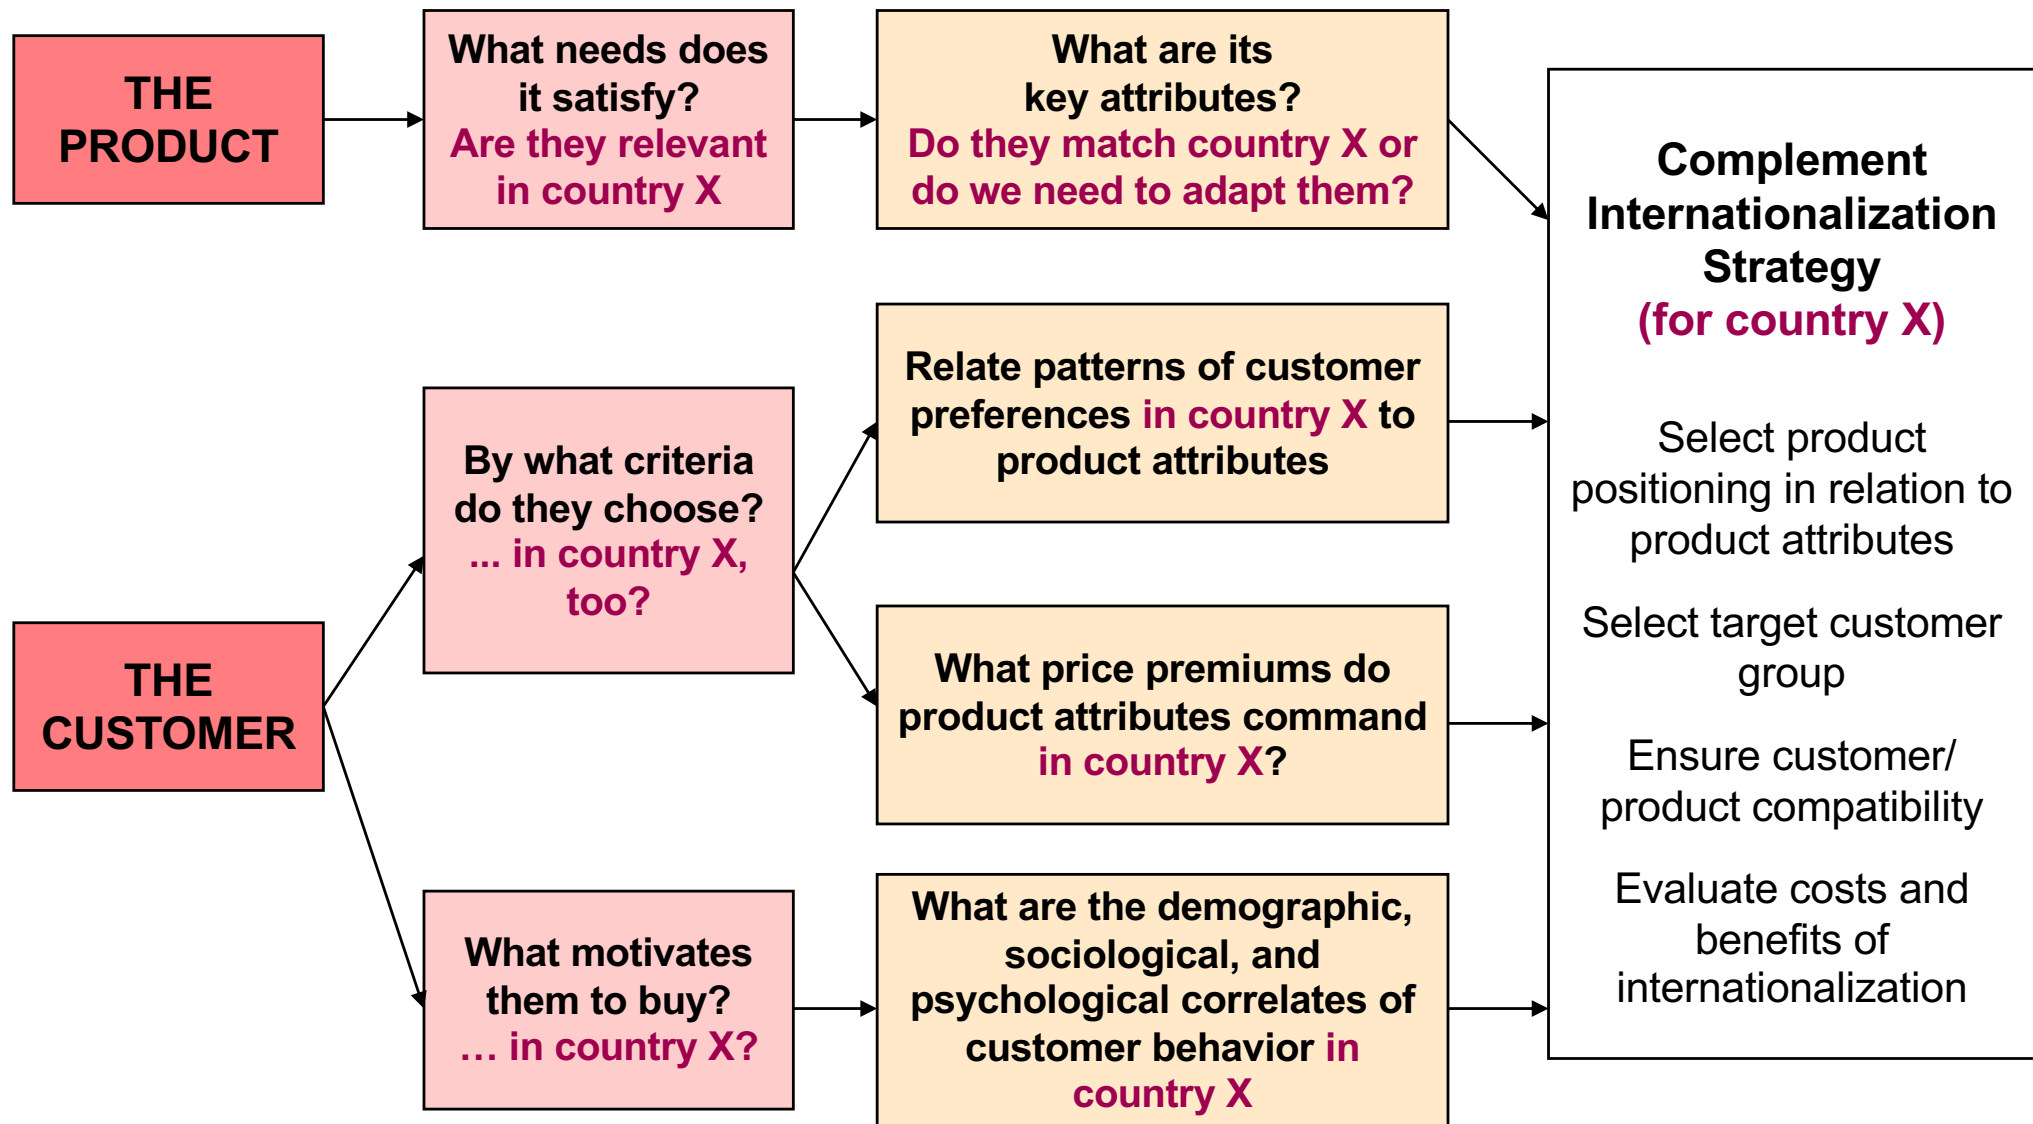 THE
PRODUCT
What needs does
it satisfy?
Are they relevant
in country X
What are its
key attributes?
Do they match country X or
do we need to adapt them?
THE
CUSTOMER
By what criteria
do they choose?
... in country X,
too?
Relate patterns of customer
preferences in country X to
product attributes
What price premiums do
product attributes command
in country X?
What motivates
them to buy?
… in country X?
What are the demographic,
sociological, and
psychological correlates of
customer behavior in
country X
Complement
Internationalization
Strategy
(for country X)
Select product
positioning in relation to
product attributes
Select target customer
group
Ensure customer/
product compatibility
Evaluate costs and
benefits of
internationalization